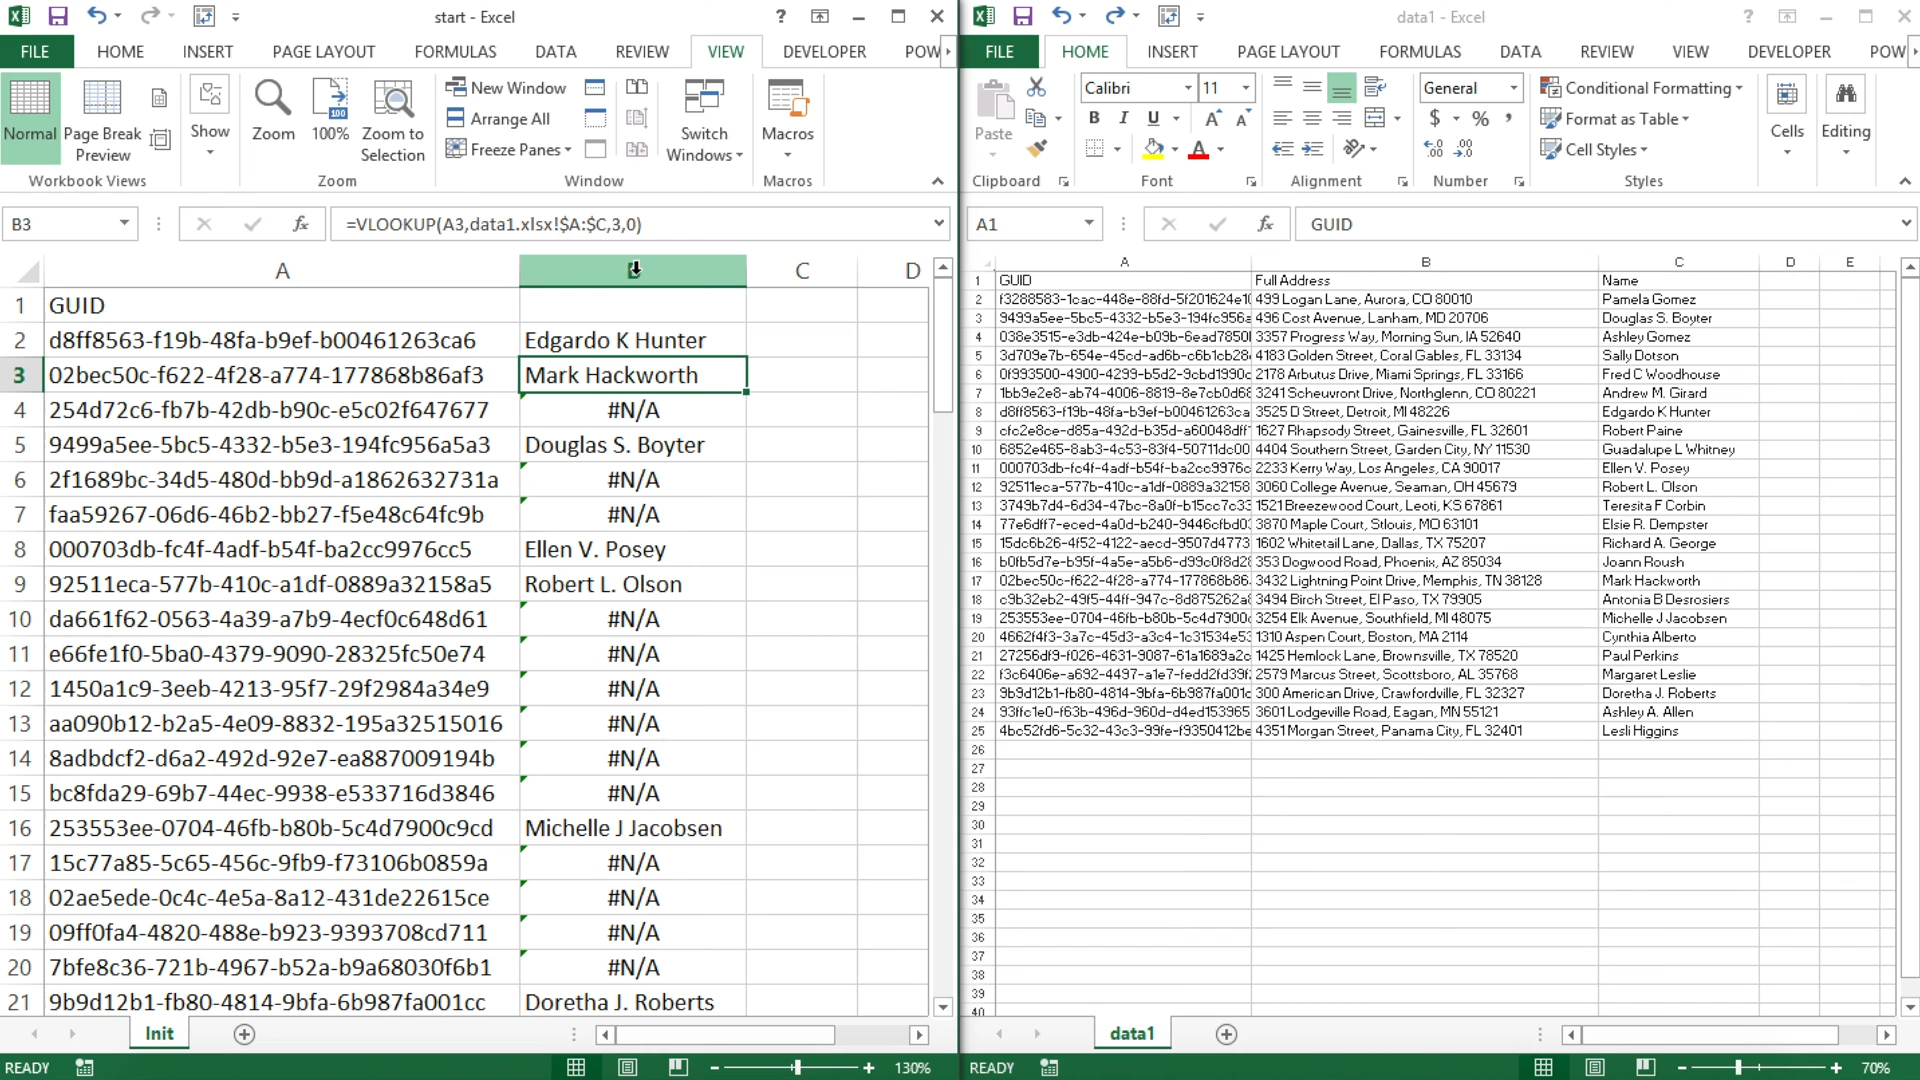 start - Excel
FILE HOME INSERT PAGE LAYOUT FORMULAS DATA REVIEW VIEW DEVELOPER POW
Normal
Page Break
Preview
Workbook Views
Show
Zoom
100%
Zoom to
Selection
Zoom
New Window
Arrange All
Freeze Panes
Window
Switch
Windows
Macros
Macros
B3
fx
=VLOOKUP(A3,data1.xlsx!$A:$C,3,0)
A C D
1 GUID
2 d8ff8563-f19b-48fa-b9ef-b00461263ca6 Edgardo K Hunter
3 02bec50c-f622-4f28-a774-177868b86af3 Mark Hackworth
4 254d72c6-fb7b-42db-b90c-e5c02f647677 #N/A
5 9499a5ee-5bc5-4332-b5e3-194fc956a5a3 Douglas S. Boyter
6 2f1689bc-34d5-480d-bb9d-a1862632731a #N/A
7 faa59267-06d6-46b2-bb27-f5e48c64fc9b #N/A
8 000703db-fc4f-4adf-b54f-ba2cc9976cc5 Ellen V. Posey
9 92511eca-577b-410c-a1df-0889a32158a5 Robert L. Olson
10 da661f62-0563-4a39-a7b9-4ecf0c648d61 #N/A
11 e66fe1f0-5ba0-4379-9090-28325fc50e74 #N/A
12 1450a1c9-3eeb-4213-95f7-29f2984a34e9 #N/A
13 aa090b12-b2a5-4e09-8832-195a32515016 #N/A
14 8adbdcf2-d6a2-492d-92e7-ea887009194b #N/A
15 bc8fda29-69b7-44ec-9938-e533716d3846 #N/A
16 253553ee-0704-46fb-b80b-5c4d7900c9cd Michelle J Jacobsen
17 15c77a85-5c65-456c-9fb9-f73106b0859a #N/A
18 02ae5ede-0c4c-4e5a-8a12-431de22615ce #N/A
19 09ff0fa4-4820-488e-b923-9393708cd711 #N/A
20 7bfe8c36-721b-4967-b52a-b9a68030f6b1 #N/A
21 9b9d12b1-fb80-4814-9bfa-6b987fa001cc Doretha J. Roberts
Init
READY
130%
data1 - Excel
FILE HOME INSERT PAGE LAYOUT FORMULAS DATA REVIEW VIEW DEVELOPER POW
Paste
Clipboard
Calibri 11
B I U
Font
Alignment
General
$ % ,
Number
Conditional Formatting
Format as Table
Cell Styles
Styles
Cells
Editing
A1
fx
GUID
A B C D E
1 GUID Full Address Name
2 f3288583-1cac-448e-88fd-5f201624e10 499 Logan Lane, Aurora, CO 80010 Pamela Gomez
3 9499a5ee-5bc5-4332-b5e3-194fc956a 496 Cost Avenue, Lanham, MD 20706 Douglas S. Boyter
4 038e3515-e3db-424e-b09b-6ead7850 3357 Progress Way, Morning Sun, IA 52640 Ashley Gomez
5 3d709e7b-654e-45cd-ad6b-c6b1cb28 4183 Golden Street, Coral Gables, FL 33134 Sally Dotson
6 0f993500-4900-4299-b5d2-9cbd1990 2178 Arbutus Drive, Miami Springs, FL 33166 Fred C Woodhouse
7 1bb9e2e8-ab74-4006-8819-8e7cb0d6 3241 Scheuvront Drive, Northglenn, CO 80221 Andrew M. Girard
8 d8ff8563-f19b-48fa-b9ef-b00461263ca 3525 D Street, Detroit, MI 48226 Edgardo K Hunter
9 cfc2e8ce-d85a-492d-b35d-a60048dff 1627 Rhapsody Street, Gainesville, FL 32601 Robert Paine
10 6852e465-8ab3-4c53-83f4-50711dc00 4404 Southern Street, Garden City, NY 11530 Guadalupe L Whitney
11 000703db-fc4f-4adf-b54f-ba2cc9976c 2233 Kerry Way, Los Angeles, CA 90017 Ellen V. Posey
12 92511eca-577b-410c-a1df-0889a32158 3060 College Avenue, Seaman, OH 45679 Robert L. Olson
13 3749b7d4-6d34-47bc-8a0f-b15cc7c33 1521 Breezewood Court, Leoti, KS 67861 Teresita F Corbin
14 77e6dff7-eced-4a0d-b240-9446cfbd0 3870 Maple Court, Stlouis, MO 63101 Elsie R. Dempster
15 15dc6b26-4f52-4122-aecd-9507d4773 1602 Whitetail Lane, Dallas, TX 75207 Richard A. George
16 b0fb5d7e-b95f-4a5e-a5b6-d99c0f8d2 353 Dogwood Road, Phoenix, AZ 85034 Joann Roush
17 02bec50c-f622-4f28-a774-177868b86 3432 Lightning Point Drive, Memphis, TN 38128 Mark Hackworth
18 c9b32eb2-49f5-44ff-947c-8d875262a 3494 Birch Street, El Paso, TX 79905 Antonia B Desrosiers
19 253553ee-0704-46fb-b80b-5c4d7900 3254 Elk Avenue, Southfield, MI 48075 Michelle J Jacobsen
20 4662f4f3-3a7c-45d3-a3c4-1c31534e5 1310 Aspen Court, Boston, MA 2114 Cynthia Alberto
21 27256df9-f026-4631-9087-61a1689a2 1425 Hemlock Lane, Brownsville, TX 78520 Paul Perkins
22 f3c6406e-a692-4497-a1e7-fedd2fd39f 2579 Marcus Street, Scottsboro, AL 35768 Margaret Leslie
23 9b9d12b1-fb80-4814-9bfa-6b987fa001c 300 American Drive, Crawfordville, FL 32327 Doretha J. Roberts
24 93ffc1e0-f63b-496d-960d-d4ed153965 3601 Lodgeville Road, Eagan, MN 55121 Ashley A. Allen
25 4bc52fd6-5c32-43c3-99fe-f9350412be 4351 Morgan Street, Panama City, FL 32401 Lesli Higgins
26
27
28
29
30
31
32
33
34
35
36
37
38
39
40
data1
READY
70%